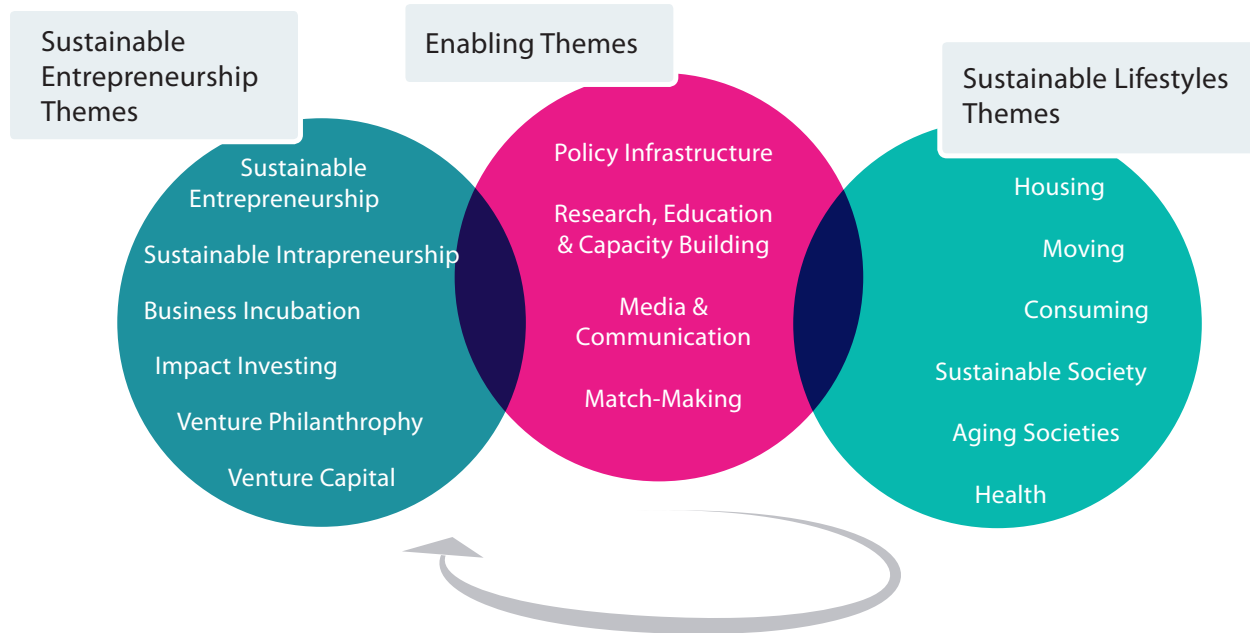 Sustainable
Entrepreneurship
Themes
Sustainable
Entrepreneurship
Sustainable Intrapreneurship
Business Incubation
Impact Investing
Venture Philanthrophy
Venture Capital
Enabling Themes
Policy Infrastructure
Research, Education
& Capacity Building
Media &
Communication
Match-Making
Sustainable Lifestyles
Themes
Housing
Moving
Consuming
Sustainable Society
Aging Societies
Health